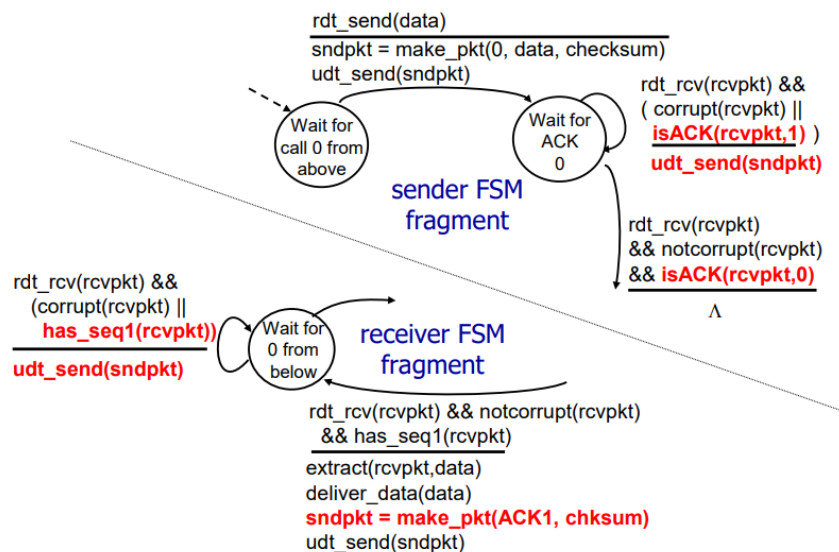 rdt_send(data)
sndpkt = make_pkt(0, data, checksum)
udt_send(sndpkt)
Wait for
call 0 from
above
Wait for
ACK
0
rdt_rcv(rcvpkt) &&
( corrupt(rcvpkt) ||
isACK(rcvpkt,1) )
udt_send(sndpkt)
sender FSM
fragment
rdt_rcv(rcvpkt)
&& notcorrupt(rcvpkt)
&& isACK(rcvpkt,0)
Λ
rdt_rcv(rcvpkt) &&
(corrupt(rcvpkt) ||
has_seq1(rcvpkt))
udt_send(sndpkt)
Wait for
0 from
below
receiver FSM
fragment
rdt_rcv(rcvpkt) && notcorrupt(rcvpkt)
&& has_seq1(rcvpkt)
extract(rcvpkt,data)
deliver_data(data)
sndpkt = make_pkt(ACK1, chksum)
udt_send(sndpkt)